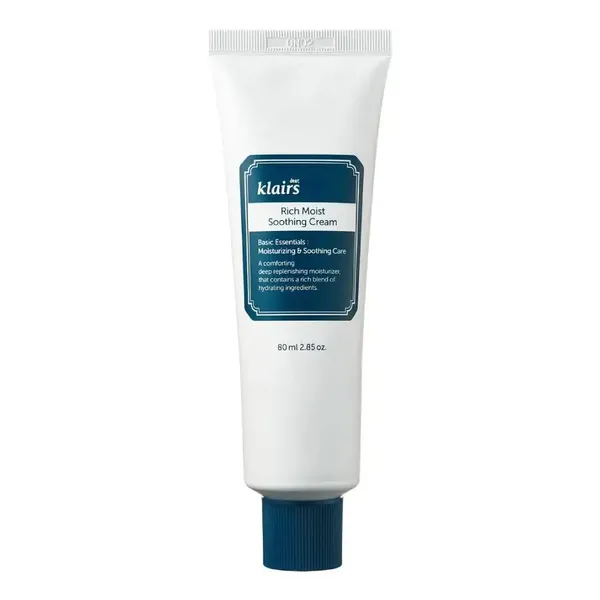 dear,
klairs
Rich Moist
Soothing Cream
Basic Essentials :
Moisturizing & Soothing Care
A comforting
deep replenishing moisturizer,
that contains a rich blend of
hydrating ingredients.
80 ml 2.85 oz.